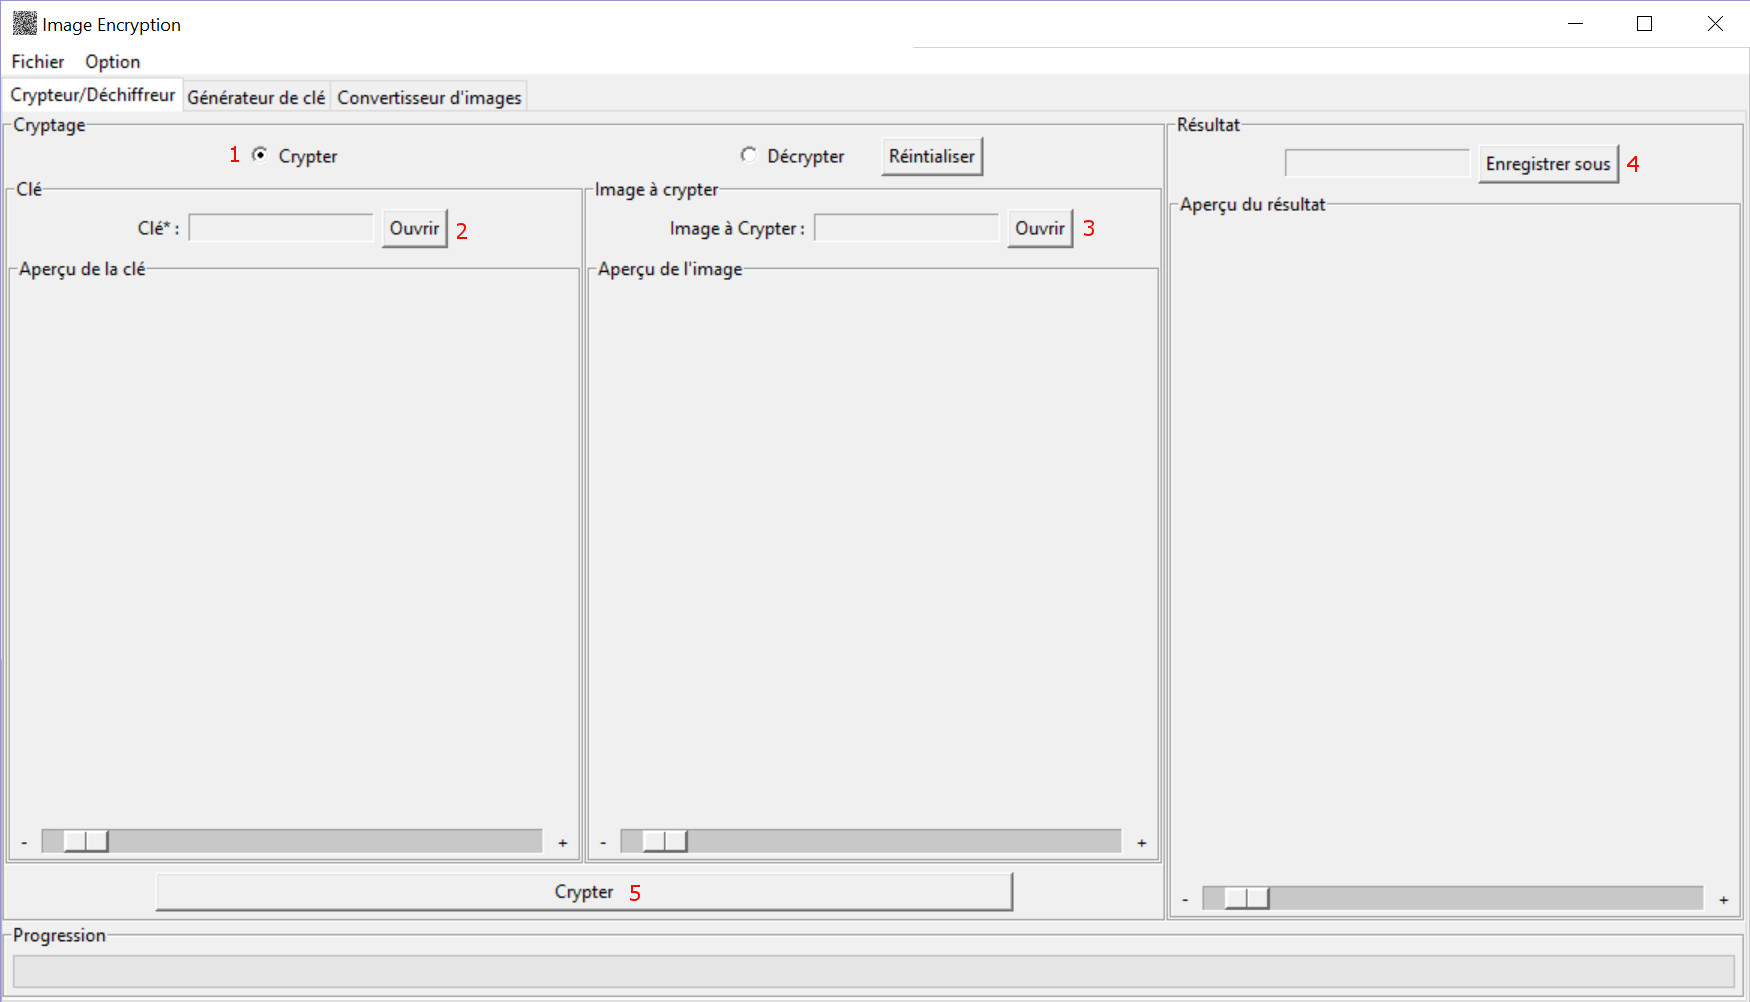 Image Encryption
Fichier Option
Crypteur/Déchiffreur Générateur de clé Convertisseur d'images
Cryptage
1 Crypter Décrypter Réintialiser
Clé
Clé* : Ouvrir 2
Aperçu de la clé
- +
Image à crypter
Image à Crypter : Ouvrir 3
Aperçu de l'image
- +
Crypter 5
Résultat
Enregistrer sous 4
Aperçu du résultat
- +
Progression